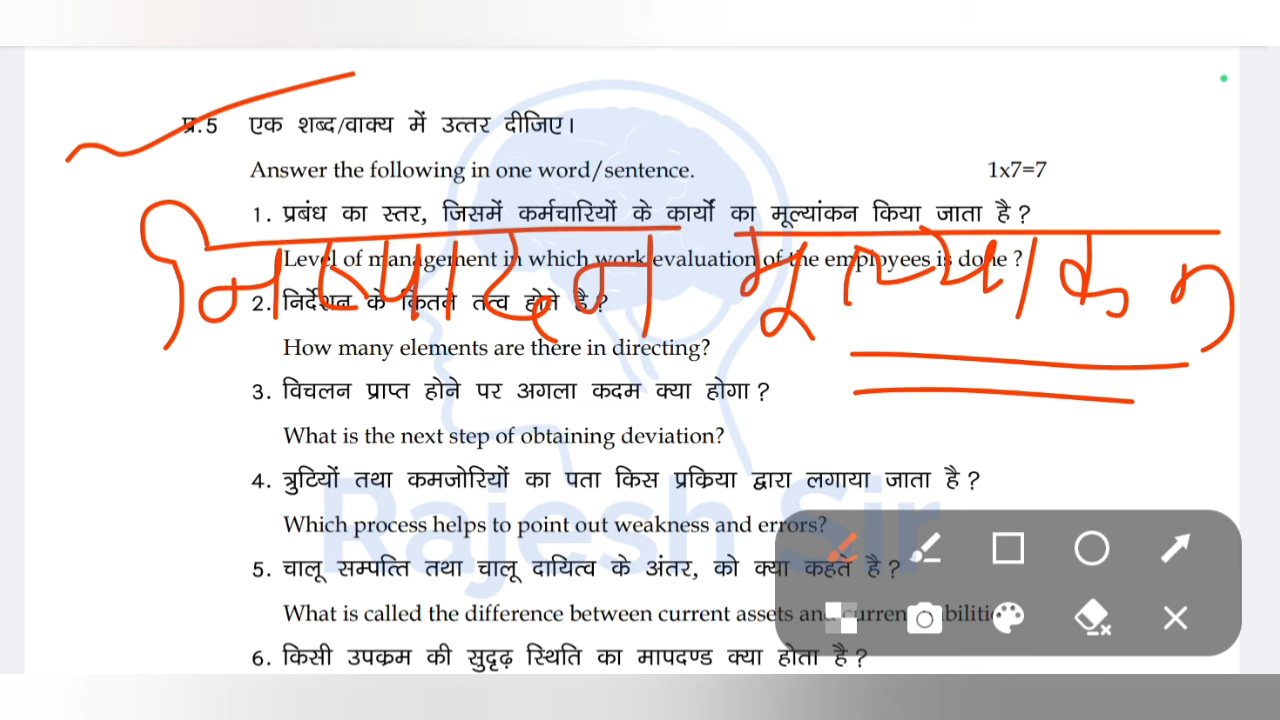 प्र.5 एक शब्द/वाक्य में उत्तर दीजिए।
Answer the following in one word/sentence. 1x7=7
1. प्रबंध का स्तर, जिसमें कर्मचारियों के कार्यों का मूल्यांकन किया जाता है ?
Level of management in which work evaluation of the employees is done ?
निष्पादन मूल्यांकन
2. निर्देशन के कितने तत्व होते है ?
How many elements are there in directing?
3. विचलन प्राप्त होने पर अगला कदम क्या होगा ?
What is the next step of obtaining deviation?
4. त्रुटियों तथा कमजोरियों का पता किस प्रक्रिया द्वारा लगाया जाता है ?
Which process helps to point out weakness and errors?
5. चालू सम्पत्ति तथा चालू दायित्व के अंतर, को क्या कहते है ?
What is called the difference between current assets and current
6. किसी उपक्रम की सुदृढ़ स्थिति का मापदण्ड क्या होता है ?
Rajesh Sir